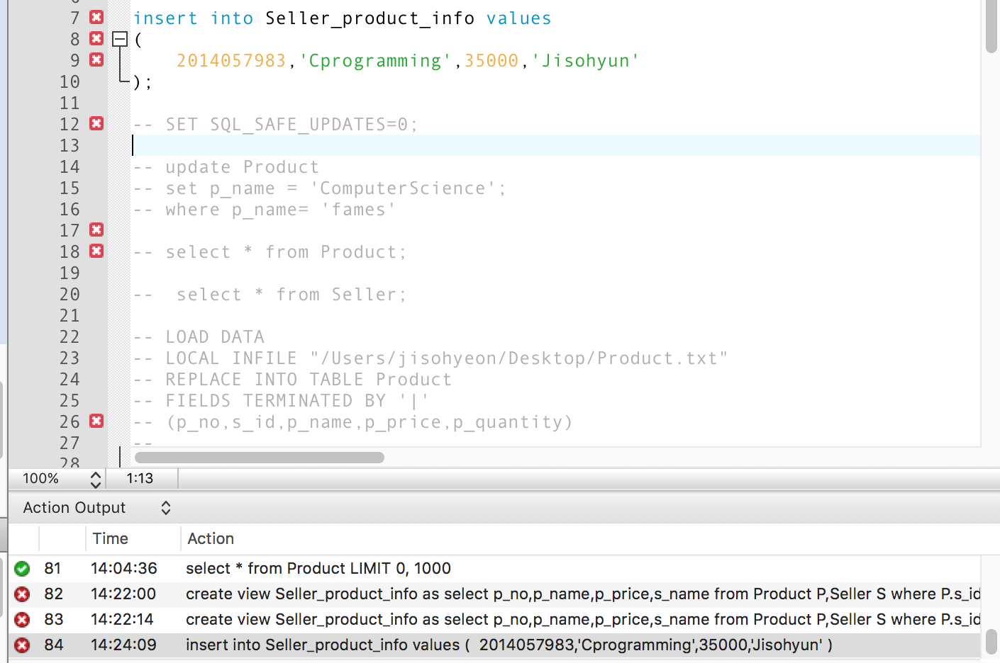 7 insert into Seller_product_info values
8 (
9 2014057983,'Cprogramming',35000,'Jisohyun'
10 );
11
12 -- SET SQL_SAFE_UPDATES=0;
13
14 -- update Product
15 -- set p_name = 'ComputerScience';
16 -- where p_name= 'fames'
17
18 -- select * from Product;
19
20 --  select * from Seller;
21
22 -- LOAD DATA
23 -- LOCAL INFILE "/Users/jisohyeon/Desktop/Product.txt"
24 -- REPLACE INTO TABLE Product
25 -- FIELDS TERMINATED BY '|'
26 -- (p_no,s_id,p_name,p_price,p_quantity)
27 --
28
100% 1:13
Action Output
Time Action
81 14:04:36 select * from Product LIMIT 0, 1000
82 14:22:00 create view Seller_product_info as select p_no,p_name,p_price,s_name from Product P,Seller S where P.s_id
83 14:22:14 create view Seller_product_info as select p_no,p_name,p_price,s_name from Product P,Seller S where P.s_id
84 14:24:09 insert into Seller_product_info values (  2014057983,'Cprogramming',35000,'Jisohyun' )